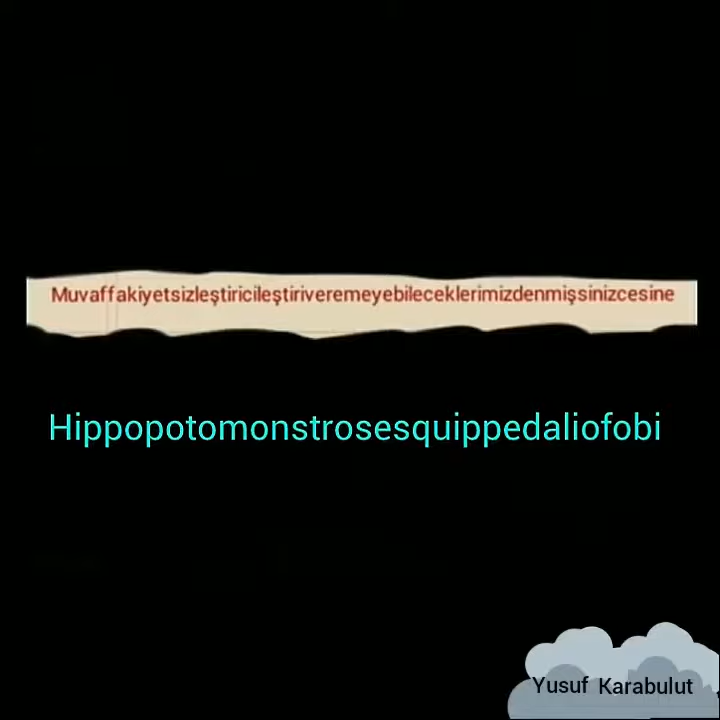 Muvaffakiyetsizleştiricileştiriveremeyebileceklerimizdenmişsinizcesine
Hippopotomonstrosesquippedaliofobi
Yusuf Karabulut